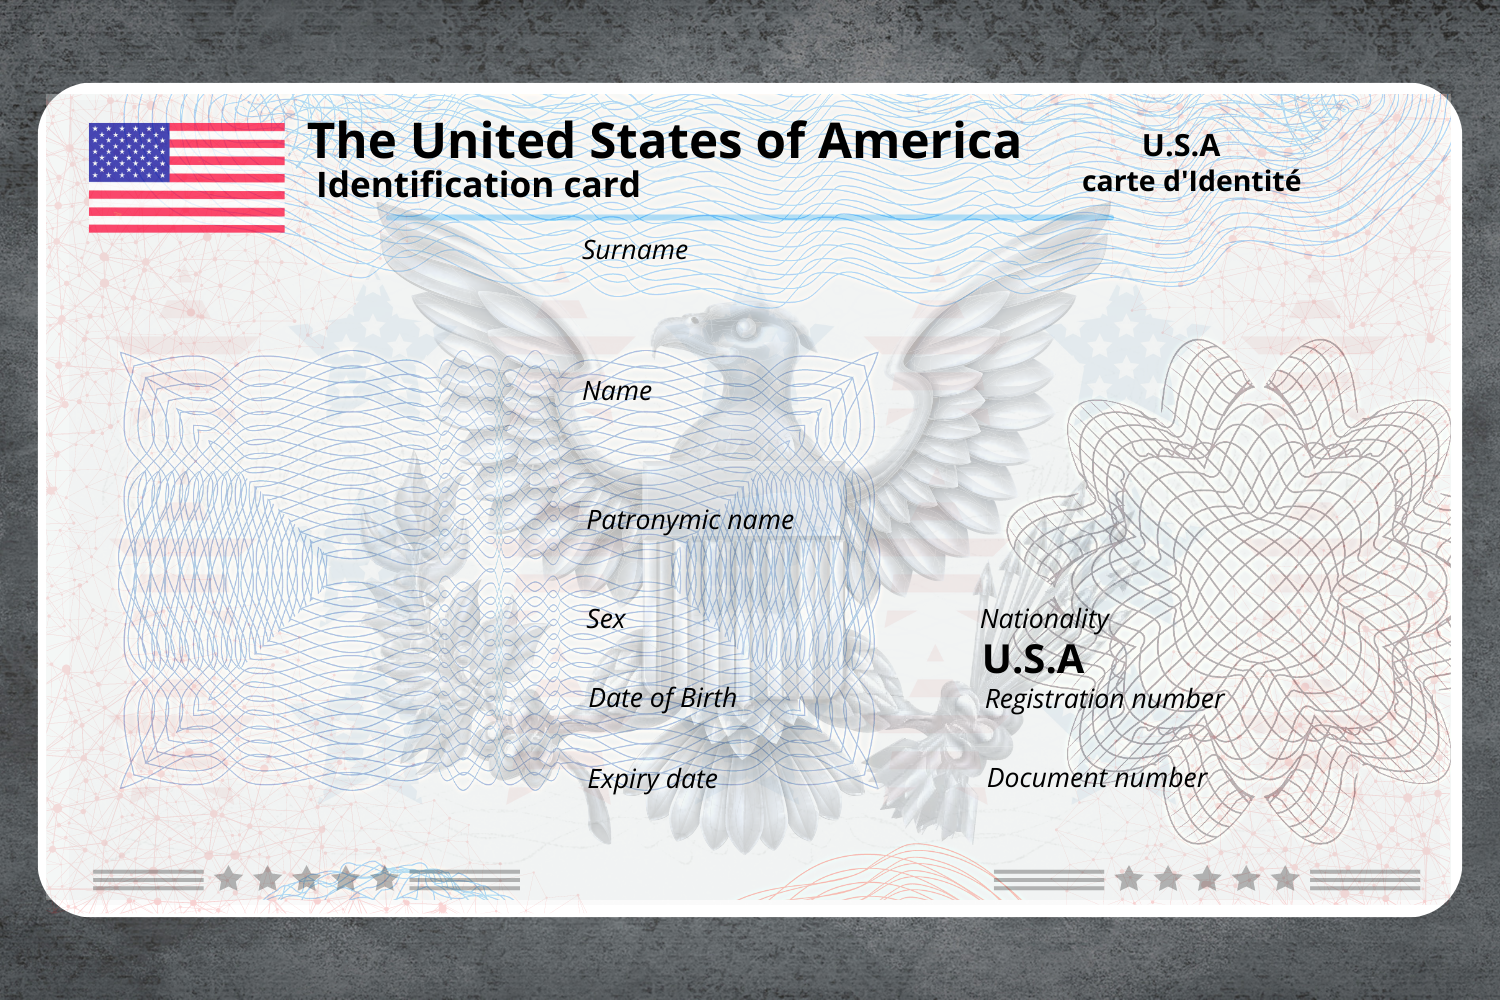 The United States of America
Identification card
U.S.A
carte d'Identité
Surname
Name
Patronymic name
Sex
Nationality
U.S.A
Date of Birth
Registration number
Expiry date
Document number